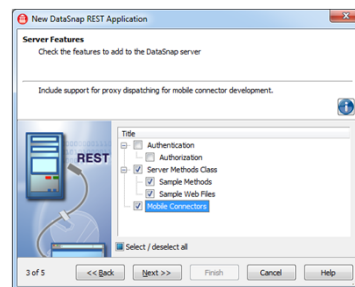 New DataSnap REST Application
Server Features
Check the features to add to the DataSnap server
Include support for proxy dispatching for mobile connector development.
REST
Title
Authentication
Authorization
Server Methods Class
Sample Methods
Sample Web Files
Mobile Connectors
Select / deselect all
3 of 5
<< Back
Next >>
Finish
Cancel
Help